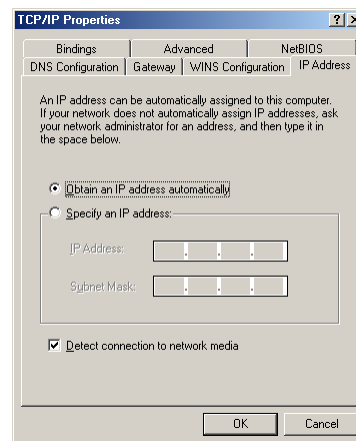 TCP/IP Properties
Bindings Advanced NetBIOS
DNS Configuration Gateway WINS Configuration IP Address
An IP address can be automatically assigned to this computer.
If your network does not automatically assign IP addresses, ask
your network administrator for an address, and then type it in
the space below.
Obtain an IP address automatically
Specify an IP address:
IP Address:
Subnet Mask:
Detect connection to network media
OK Cancel